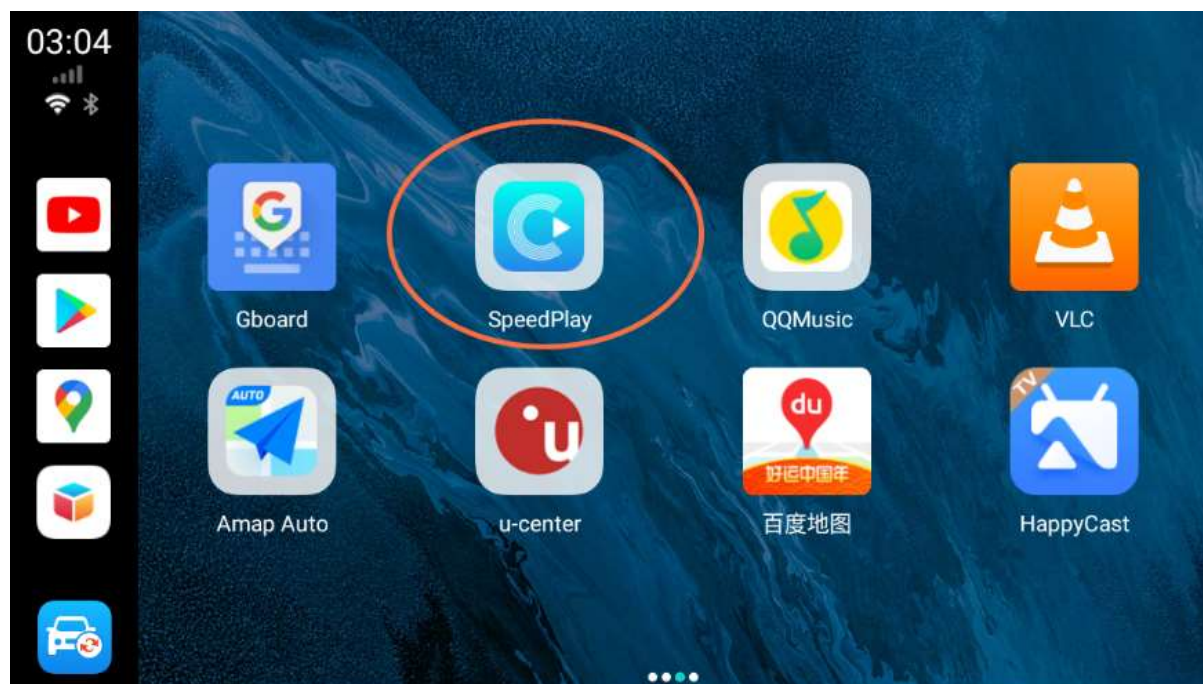 03:04
Gboard
SpeedPlay
QQMusic
VLC
AUTO
du
好运中国年
TV
u
Amap Auto
u-center
百度地图
HappyCast